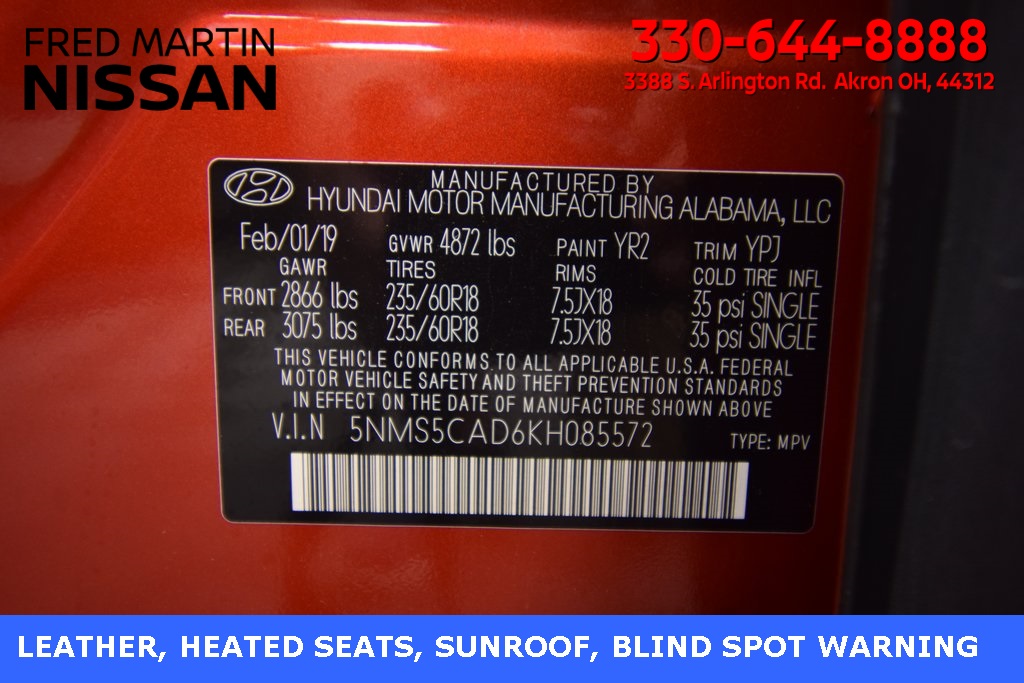 FRED MARTIN
NISSAN
330-644-8888
3388 S. Arlington Rd. Akron OH, 44312
MANUFACTURED BY
HYUNDAI MOTOR MANUFACTURING ALABAMA, LLC
Feb/01/19 GVWR 4872 lbs PAINT YR2 TRIM YPJ
GAWR TIRES RIMS COLD TIRE INFL
FRONT 2866 lbs 235/60R18 7.5JX18 35 psi SINGLE
REAR 3075 lbs 235/60R18 7.5JX18 35 psi SINGLE
THIS VEHICLE CONFORMS TO ALL APPLICABLE U.S.A. FEDERAL
MOTOR VEHICLE SAFETY AND THEFT PREVENTION STANDARDS
IN EFFECT ON THE DATE OF MANUFACTURE SHOWN ABOVE
V.I.N 5NMS5CAD6KH085572 TYPE: MPV
LEATHER, HEATED SEATS, SUNROOF, BLIND SPOT WARNING